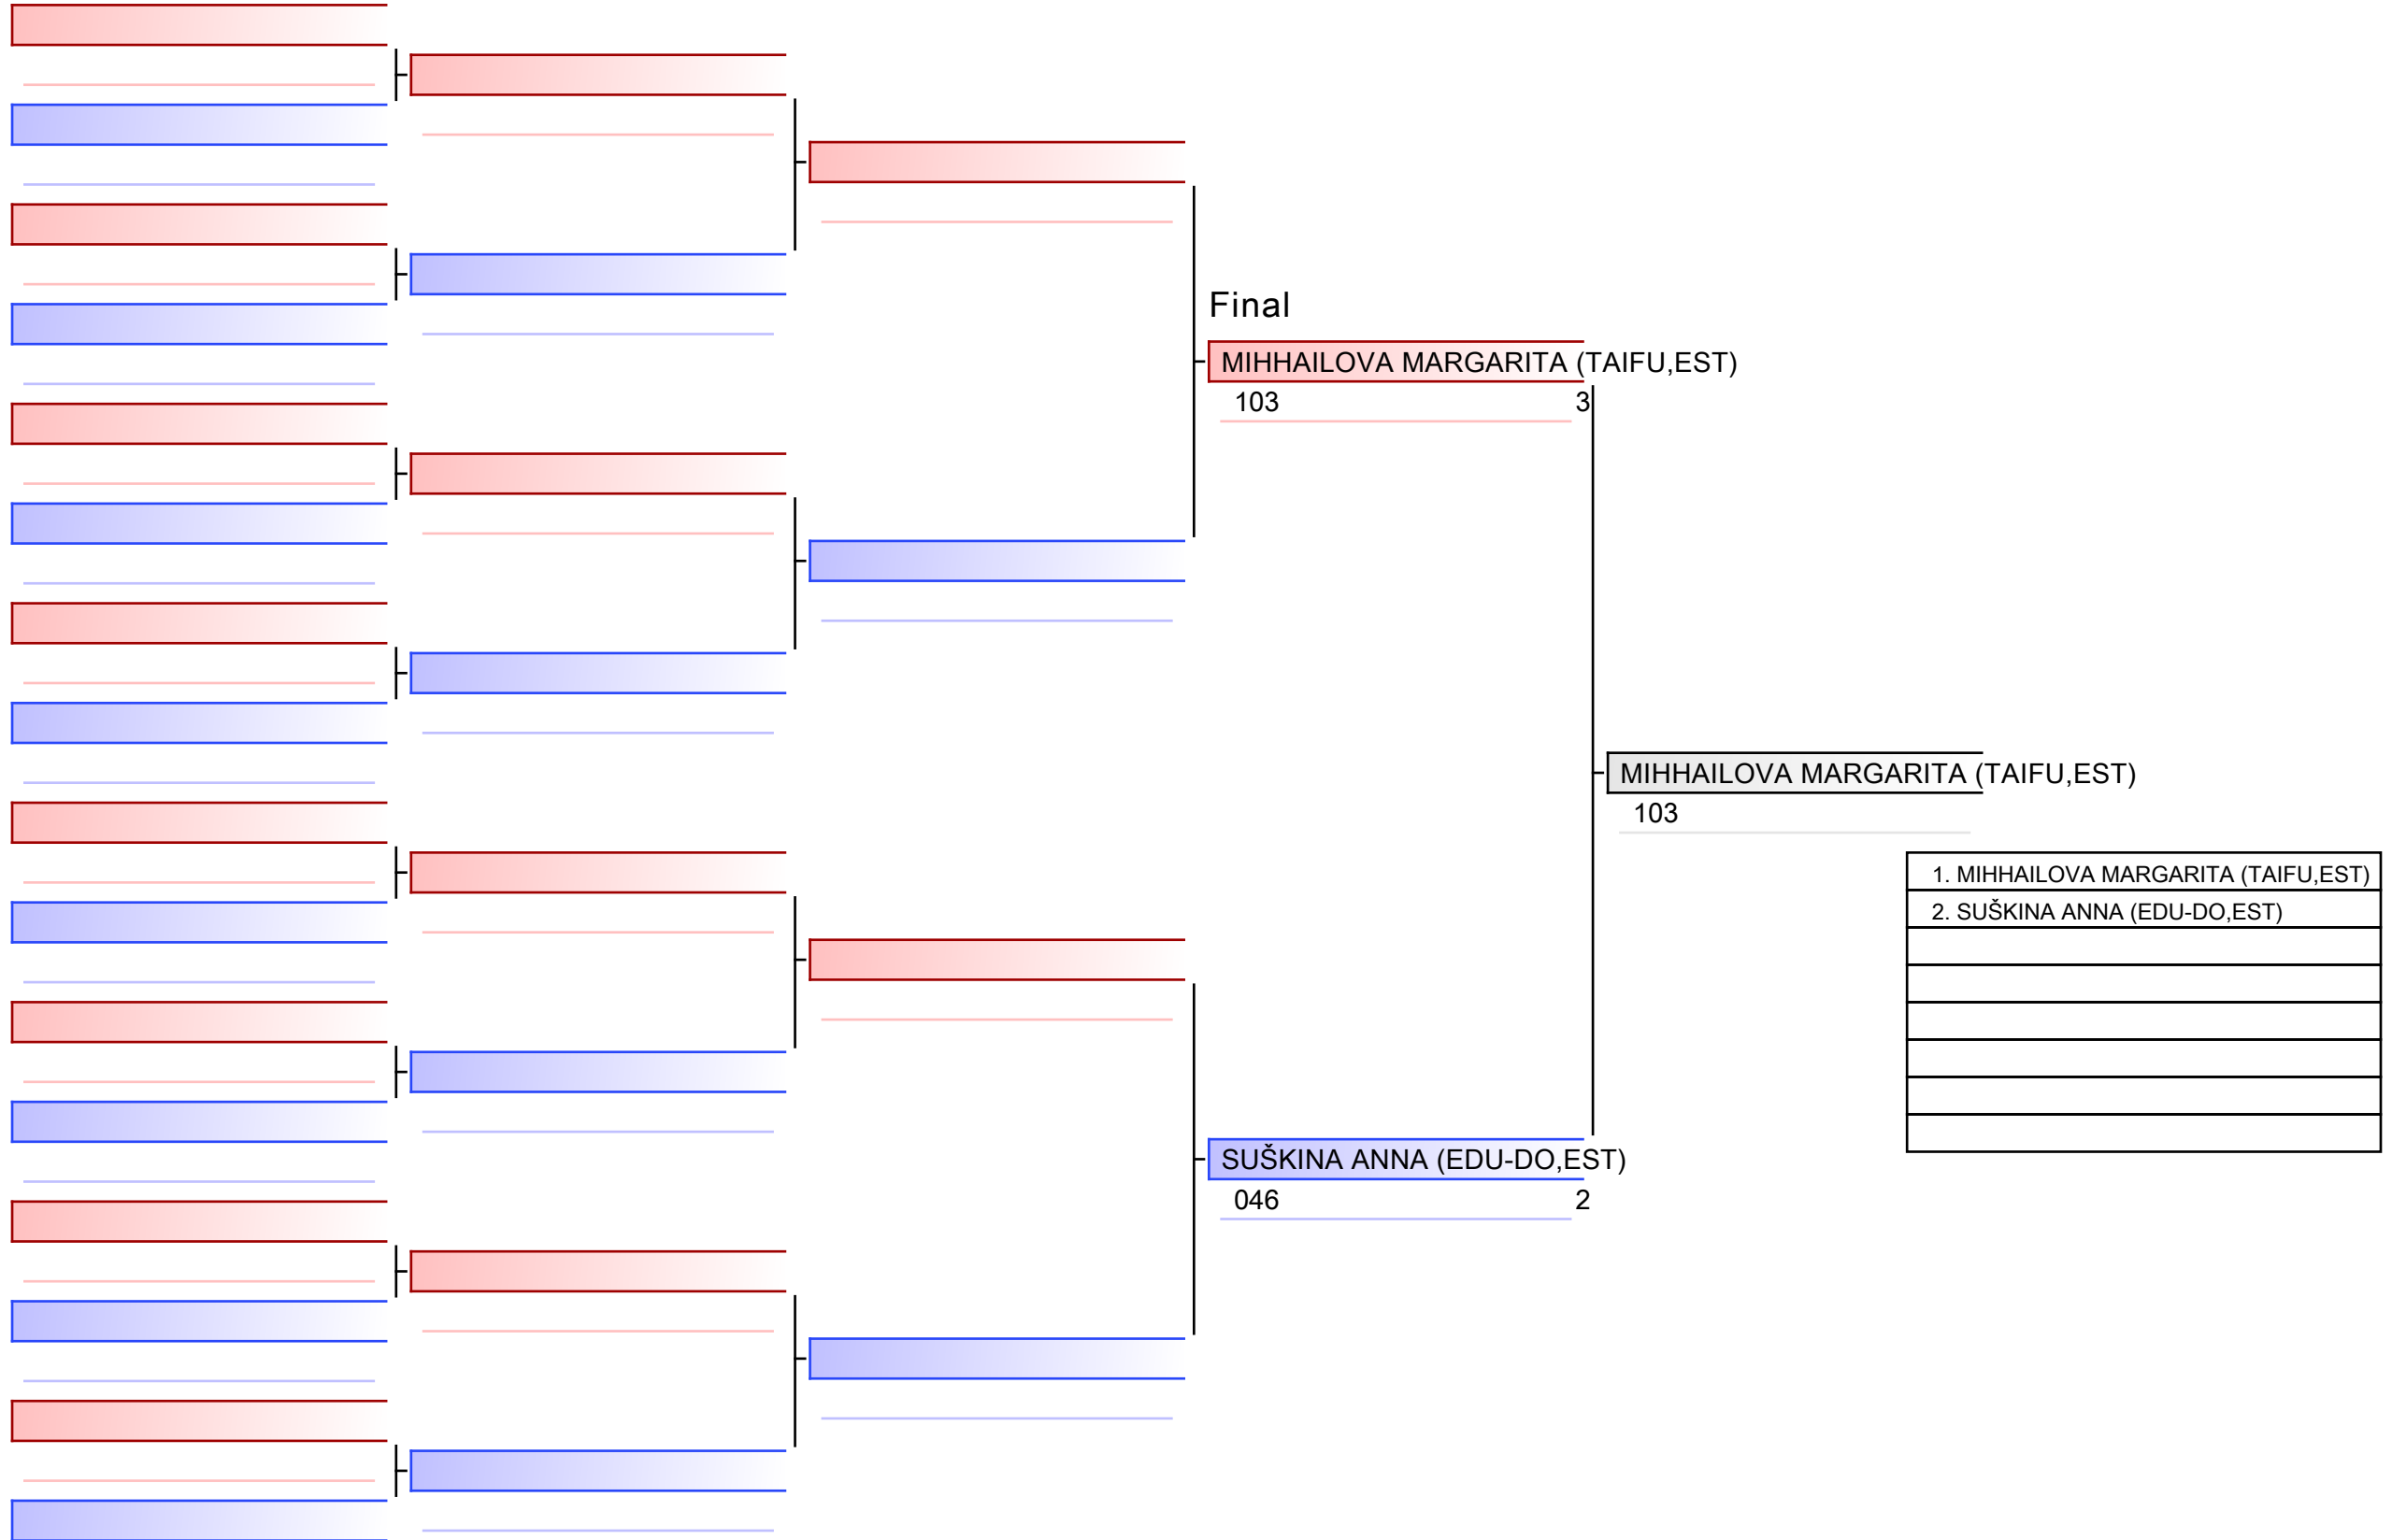 Final
MIHHAILOVA MARGARITA (TAIFU,EST)
103 3
MIHHAILOVA MARGARITA (TAIFU,EST)
103
1. MIHHAILOVA MARGARITA (TAIFU,EST)
2. SUŠKINA ANNA (EDU-DO,EST)
SUŠKINA ANNA (EDU-DO,EST)
046 2